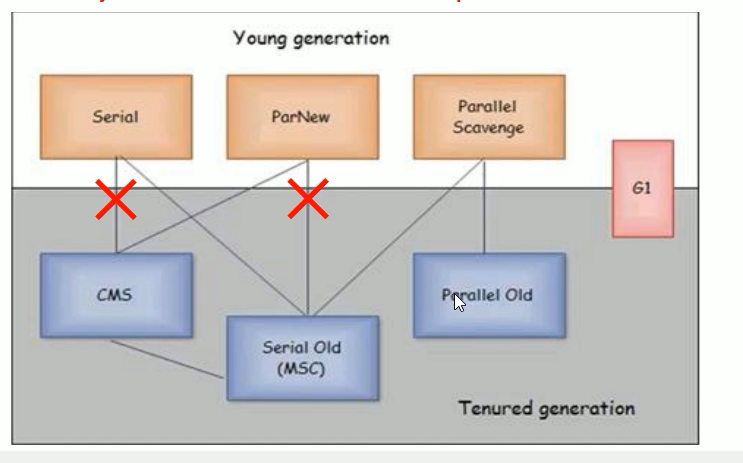 Young generation
Serial
ParNew
Parallel
Scavenge
G1
CMS
Parallel Old
Serial Old
(MSC)
Tenured generation